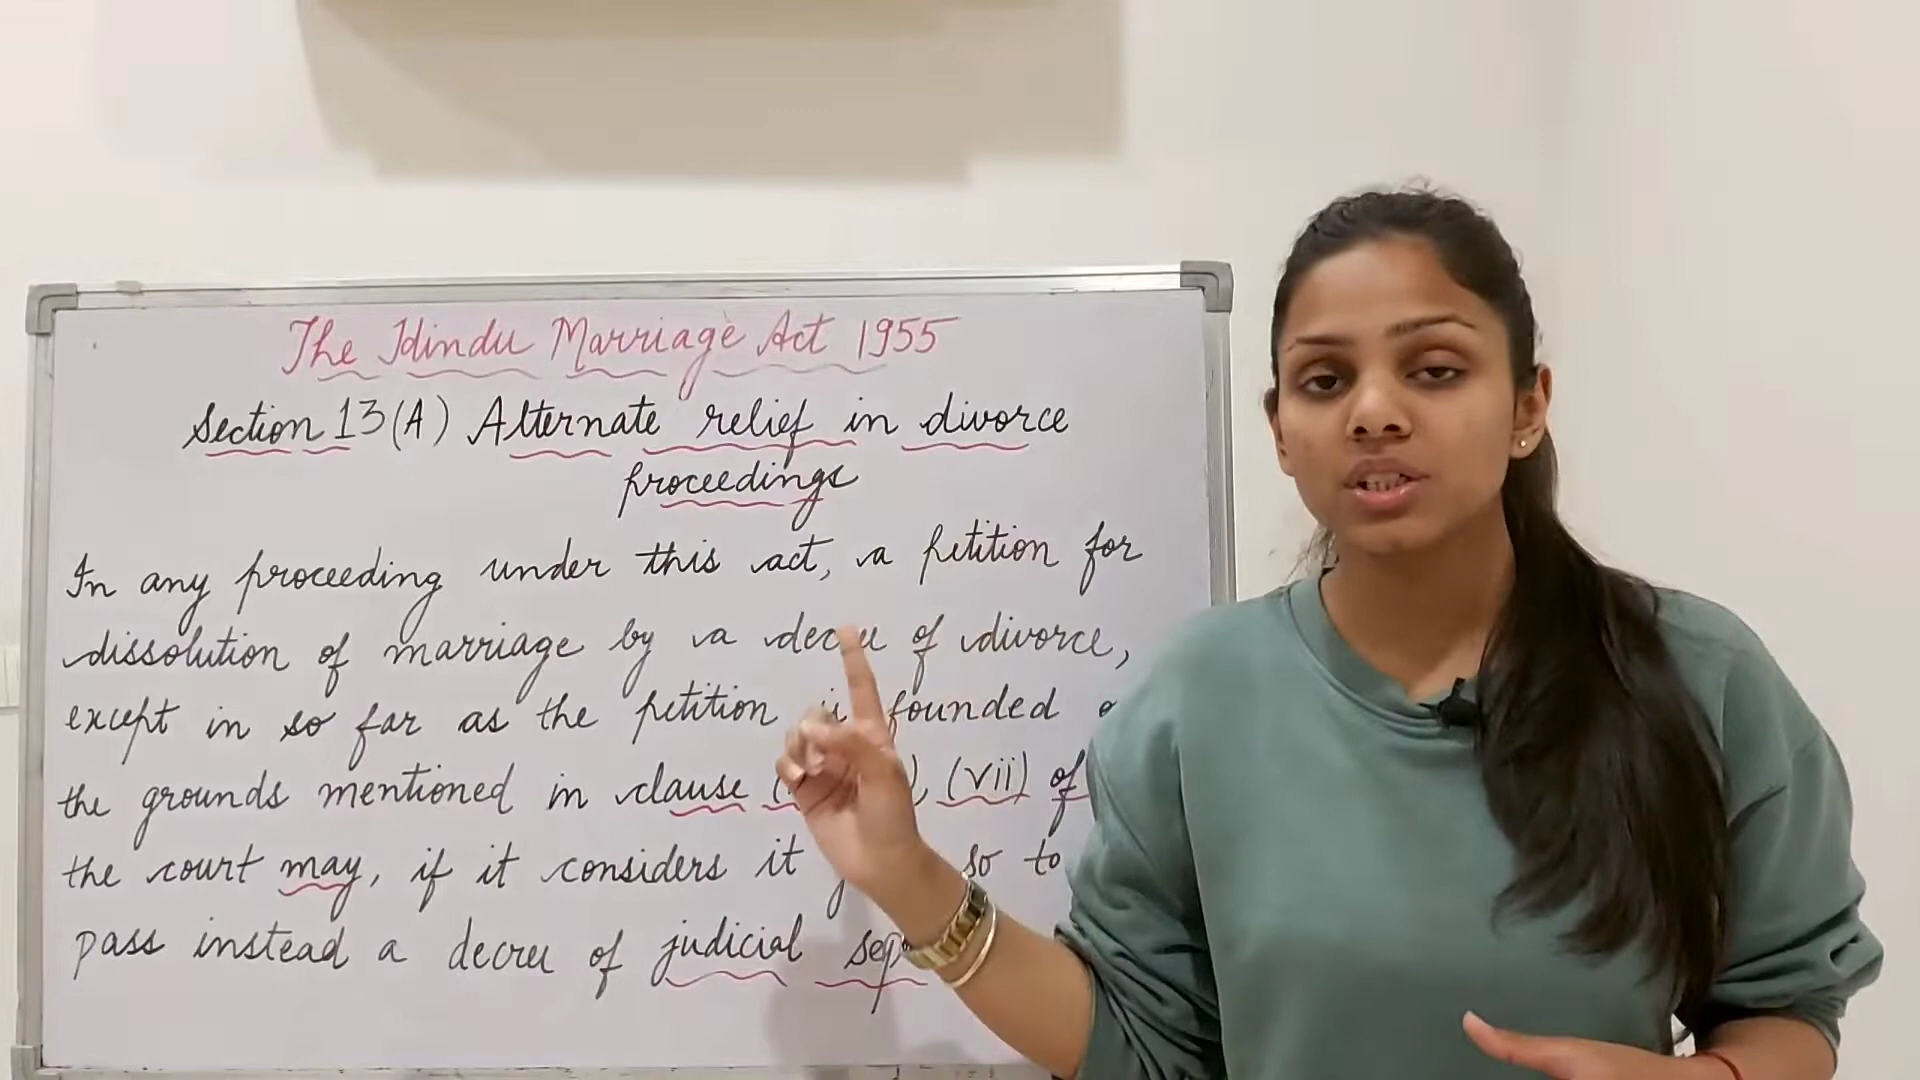 The Hindu Marriage Act 1955
Section 13(A) Alternate relief in divorce
proceedings
In any proceeding under this act, a petition for
dissolution of marriage by a decree of divorce,
except in so far as the petition is founded
the grounds mentioned in clause (vii) of
the court may, if it considers it so to
pass instead a decree of judicial